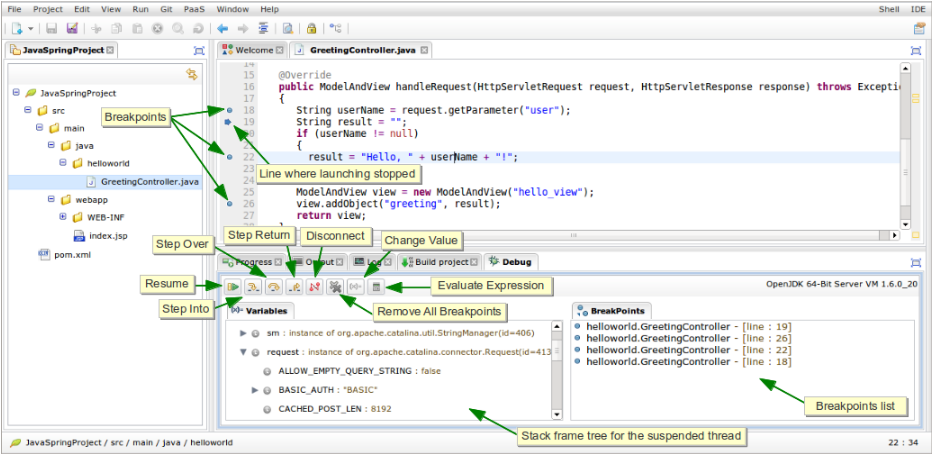 File Project Edit View Run Git PaaS Window Help Shell IDE
JavaSpringProject
Welcome GreetingController.java
JavaSpringProject
src
main
java
helloworld
GreetingController.java
webapp
WEB-INF
index.jsp
pom.xml
14
15 @Override
16 public ModelAndView handleRequest(HttpServletRequest request, HttpServletResponse response) throws Excepti
17 {
18 String userName = request.getParameter("user");
19 String result = "";
20 if (userName != null)
{
22 result = "Hello, " + userName + "!";
25 ModelAndView view = new ModelAndView("hello_view");
26 view.addObject("greeting", result);
27 return view;
Breakpoints
Line where launching stopped
Step Over
Step Return
Disconnect
Change Value
Resume
Step Into
Remove All Breakpoints
Evaluate Expression
Progress Output Log Build project Debug
OpenJDK 64-Bit Server VM 1.6.0_20
Variables
sm : instance of org.apache.catalina.util.StringManager(id=406)
request : instance of org.apache.catalina.connector.Request(id=413
ALLOW_EMPTY_QUERY_STRING : false
BASIC_AUTH : "BASIC"
CACHED_POST_LEN : 8192
BreakPoints
helloworld.GreetingController - [line : 19]
helloworld.GreetingController - [line : 26]
helloworld.GreetingController - [line : 22]
helloworld.GreetingController - [line : 18]
Breakpoints list
Stack frame tree for the suspended thread
JavaSpringProject / src / main / java / helloworld 22 : 34